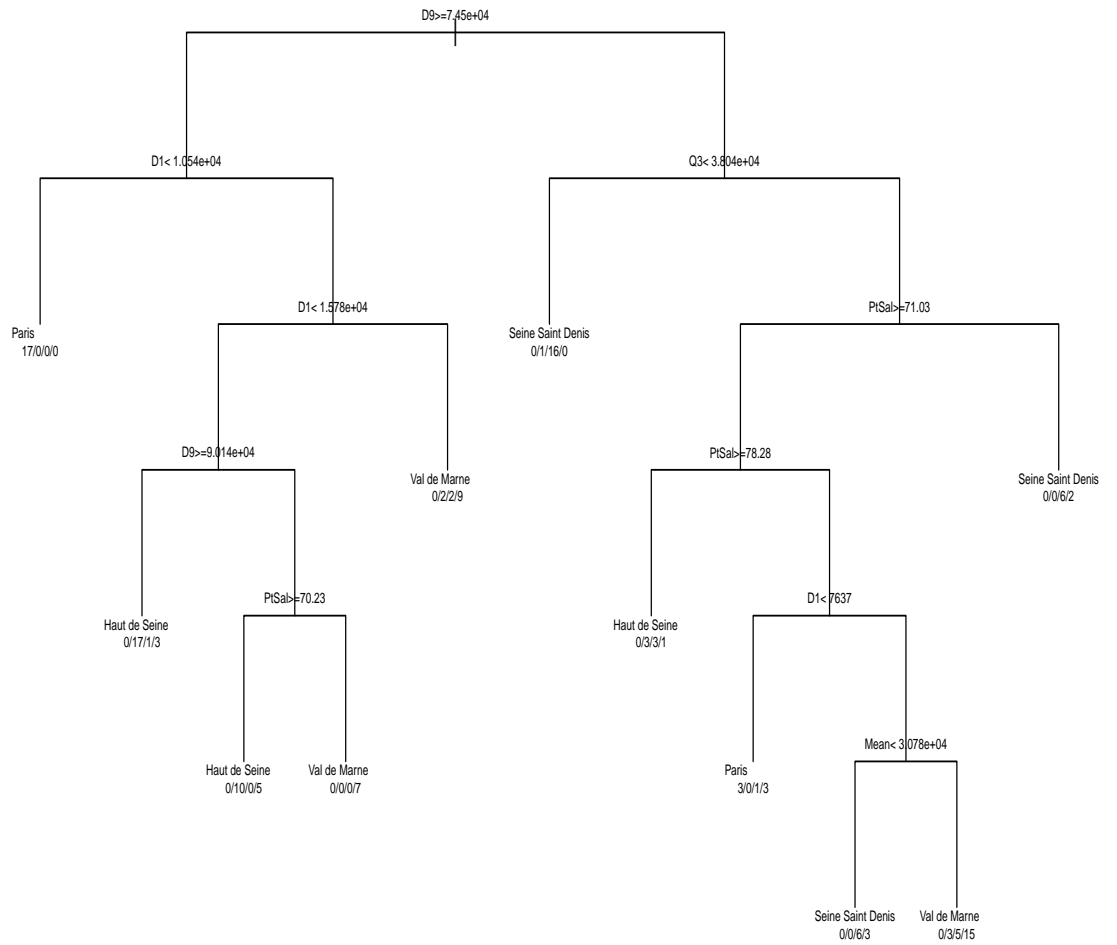 D9>=7.45e+04
D1< 1.054e+04
Q3< 3.804e+04
D1< 1.578e+04
PtSal>=71.03
Paris
17/0/0/0
Seine Saint Denis
0/1/16/0
D9>=9.014e+04
PtSal>=78.28
Val de Marne
0/2/2/9
Seine Saint Denis
0/0/6/2
PtSal>=70.23
D1< 7637
Haut de Seine
0/17/1/3
Haut de Seine
0/3/3/1
Mean< 3.078e+04
Haut de Seine
0/10/0/5
Val de Marne
0/0/0/7
Paris
3/0/1/3
Seine Saint Denis
0/0/6/3
Val de Marne
0/3/5/15